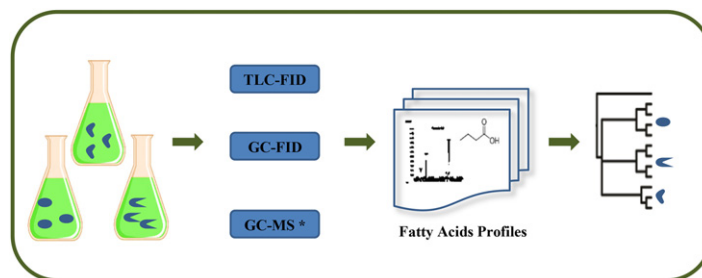 TLC-FID
GC-FID
GC-MS *
OH
Fatty Acids Profiles